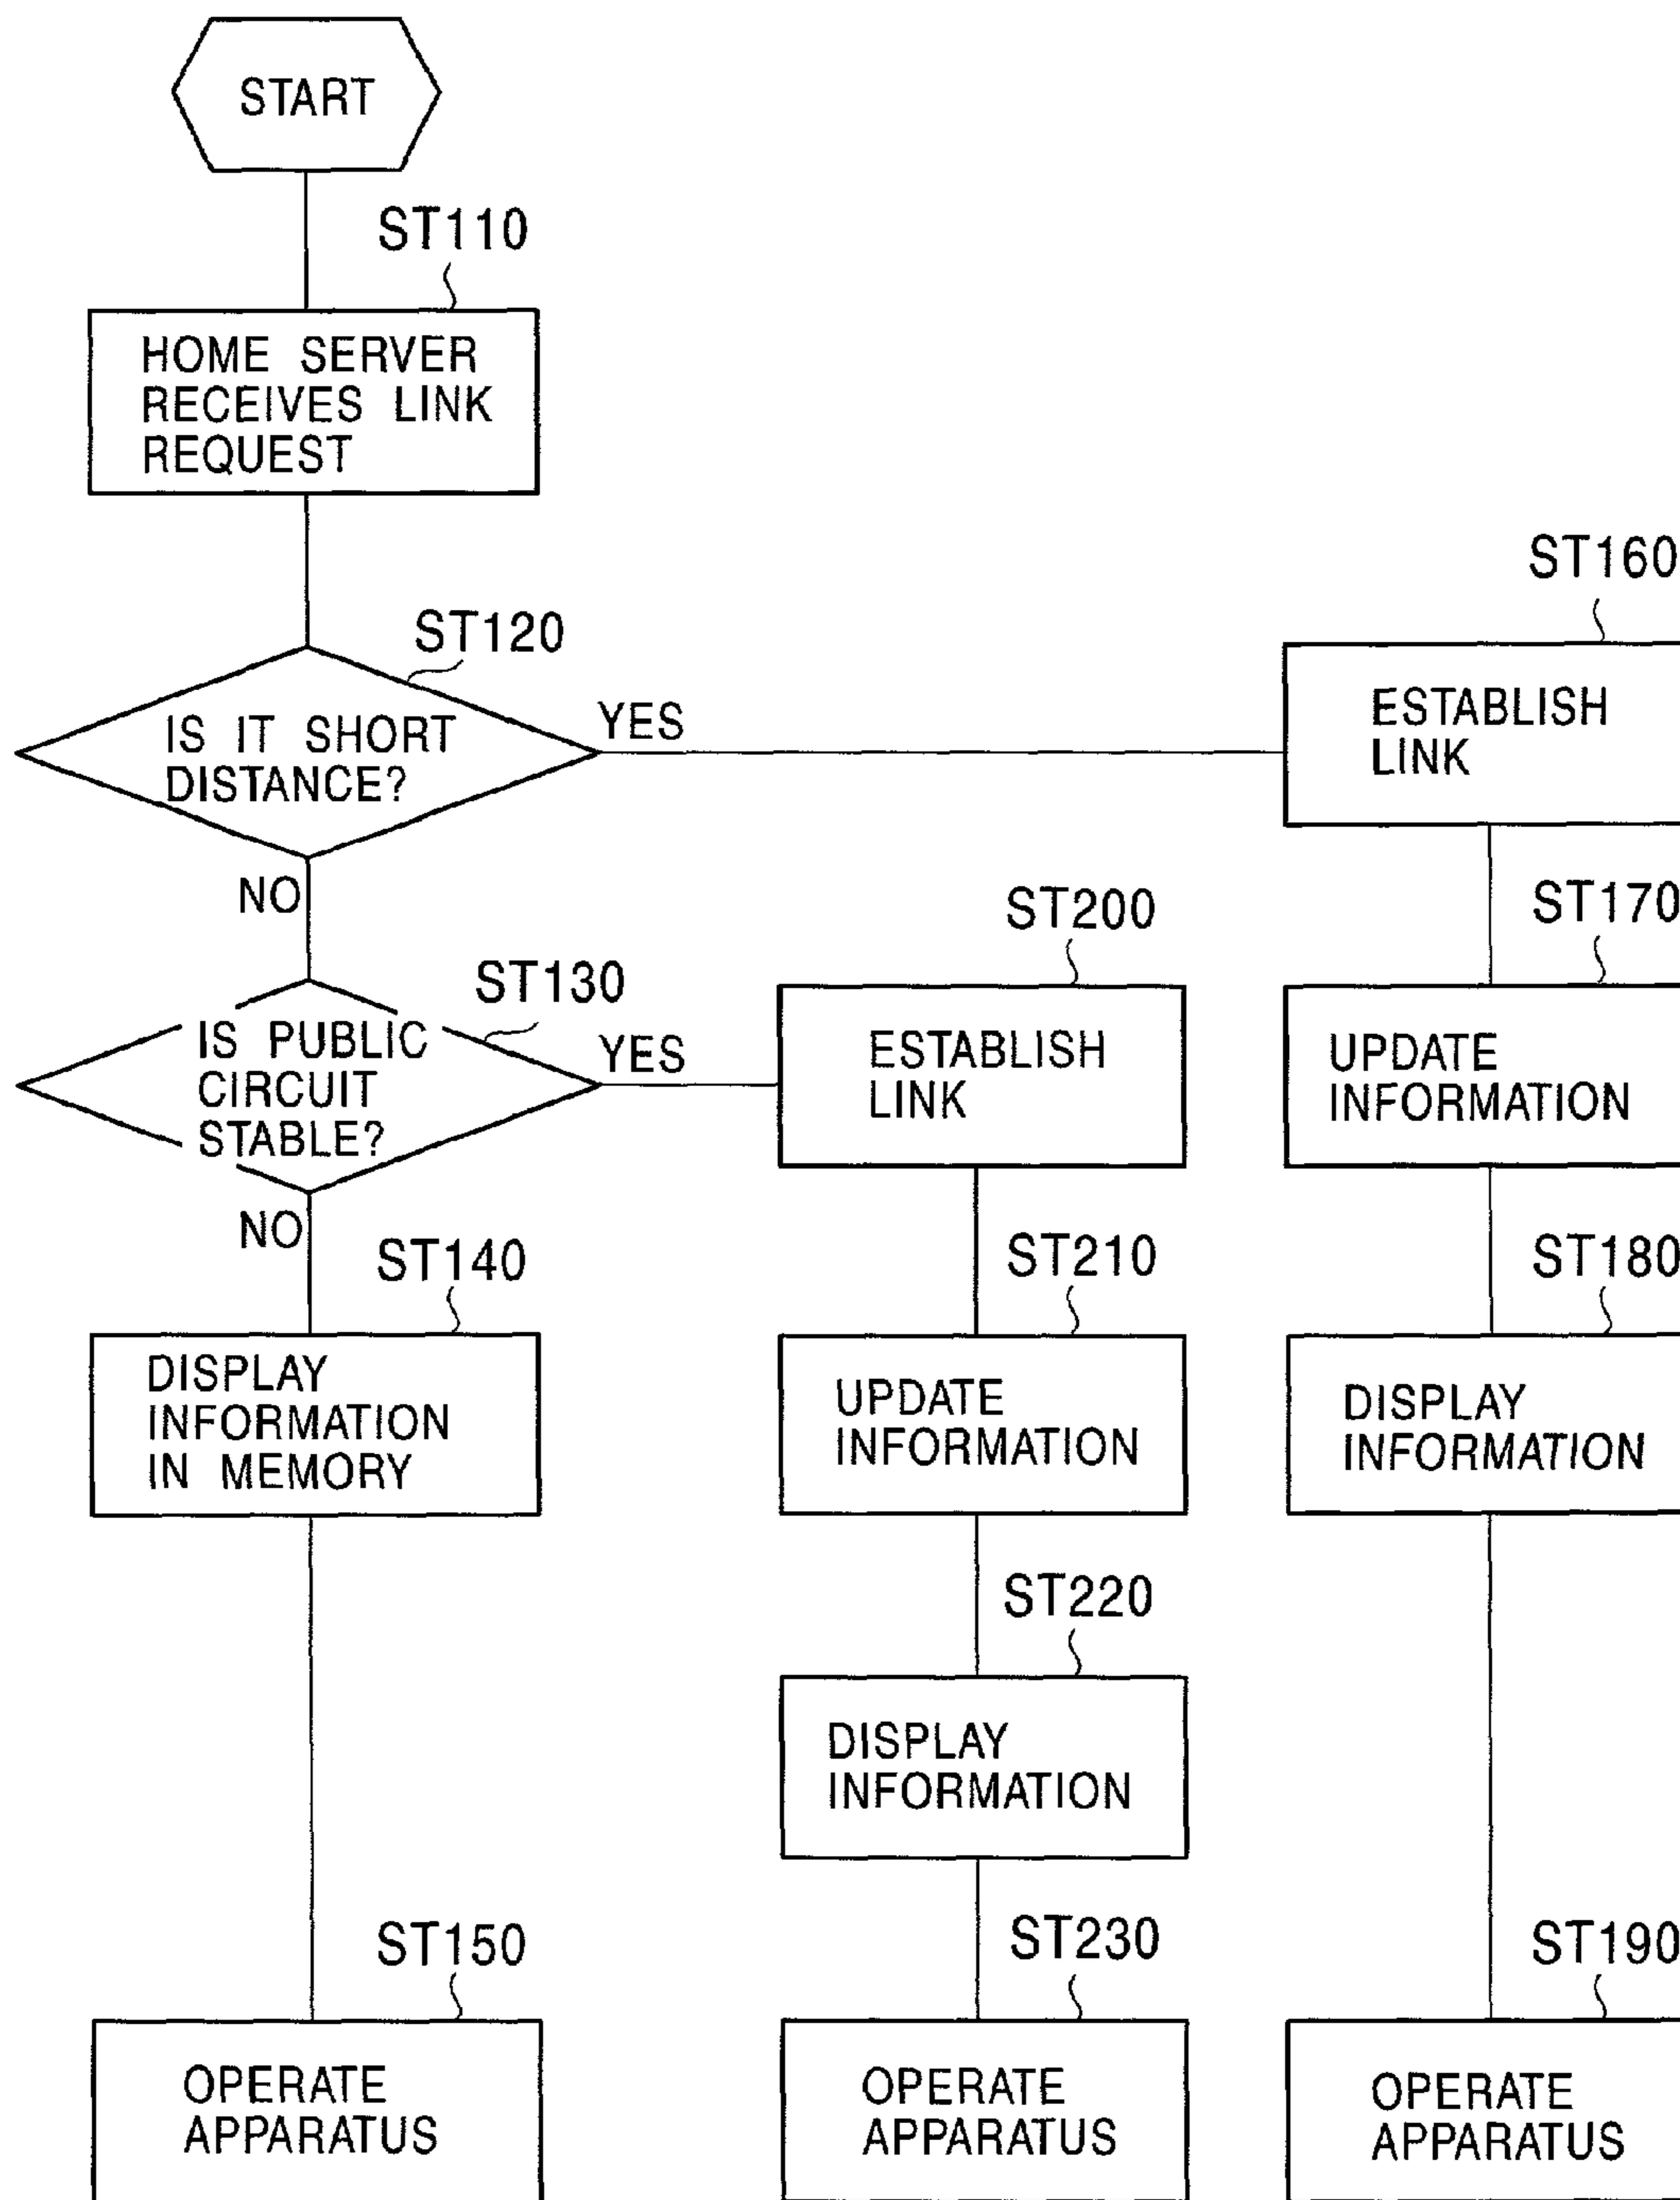 START
ST110
HOME SERVER
RECEIVES LINK
REQUEST
ST120
IS IT SHORT
DISTANCE?
YES
NO
ST160
ESTABLISH
LINK
ST130
IS PUBLIC
CIRCUIT
STABLE?
YES
NO
ST200
ESTABLISH
LINK
ST170
UPDATE
INFORMATION
ST140
DISPLAY
INFORMATION
IN MEMORY
ST210
UPDATE
INFORMATION
ST180
DISPLAY
INFORMATION
ST220
DISPLAY
INFORMATION
ST150
OPERATE
APPARATUS
ST230
OPERATE
APPARATUS
ST190
OPERATE
APPARATUS